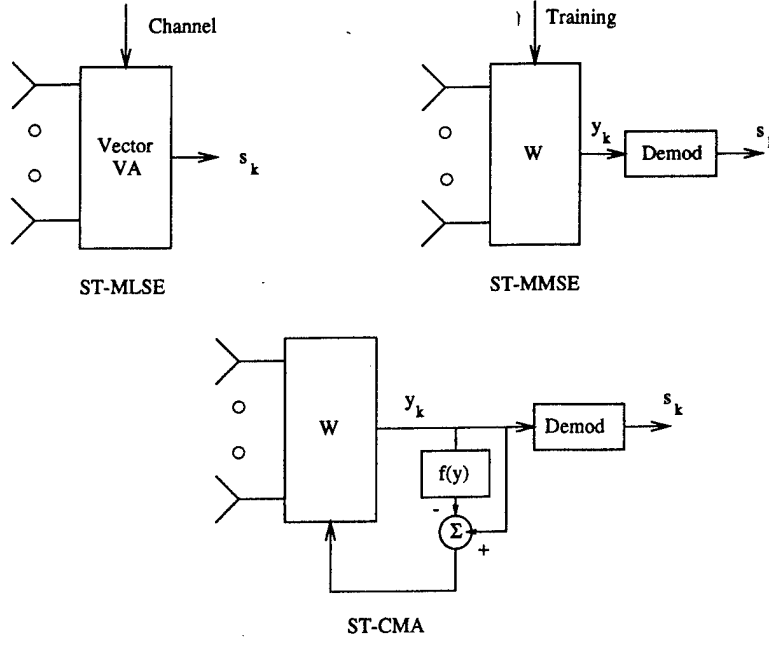 Channel
Vector
VA
s k
ST-MLSE
Training
W
y k
Demod
s
ST-MMSE
W
y k
f(y)
-
Σ
+
Demod
s k
ST-CMA